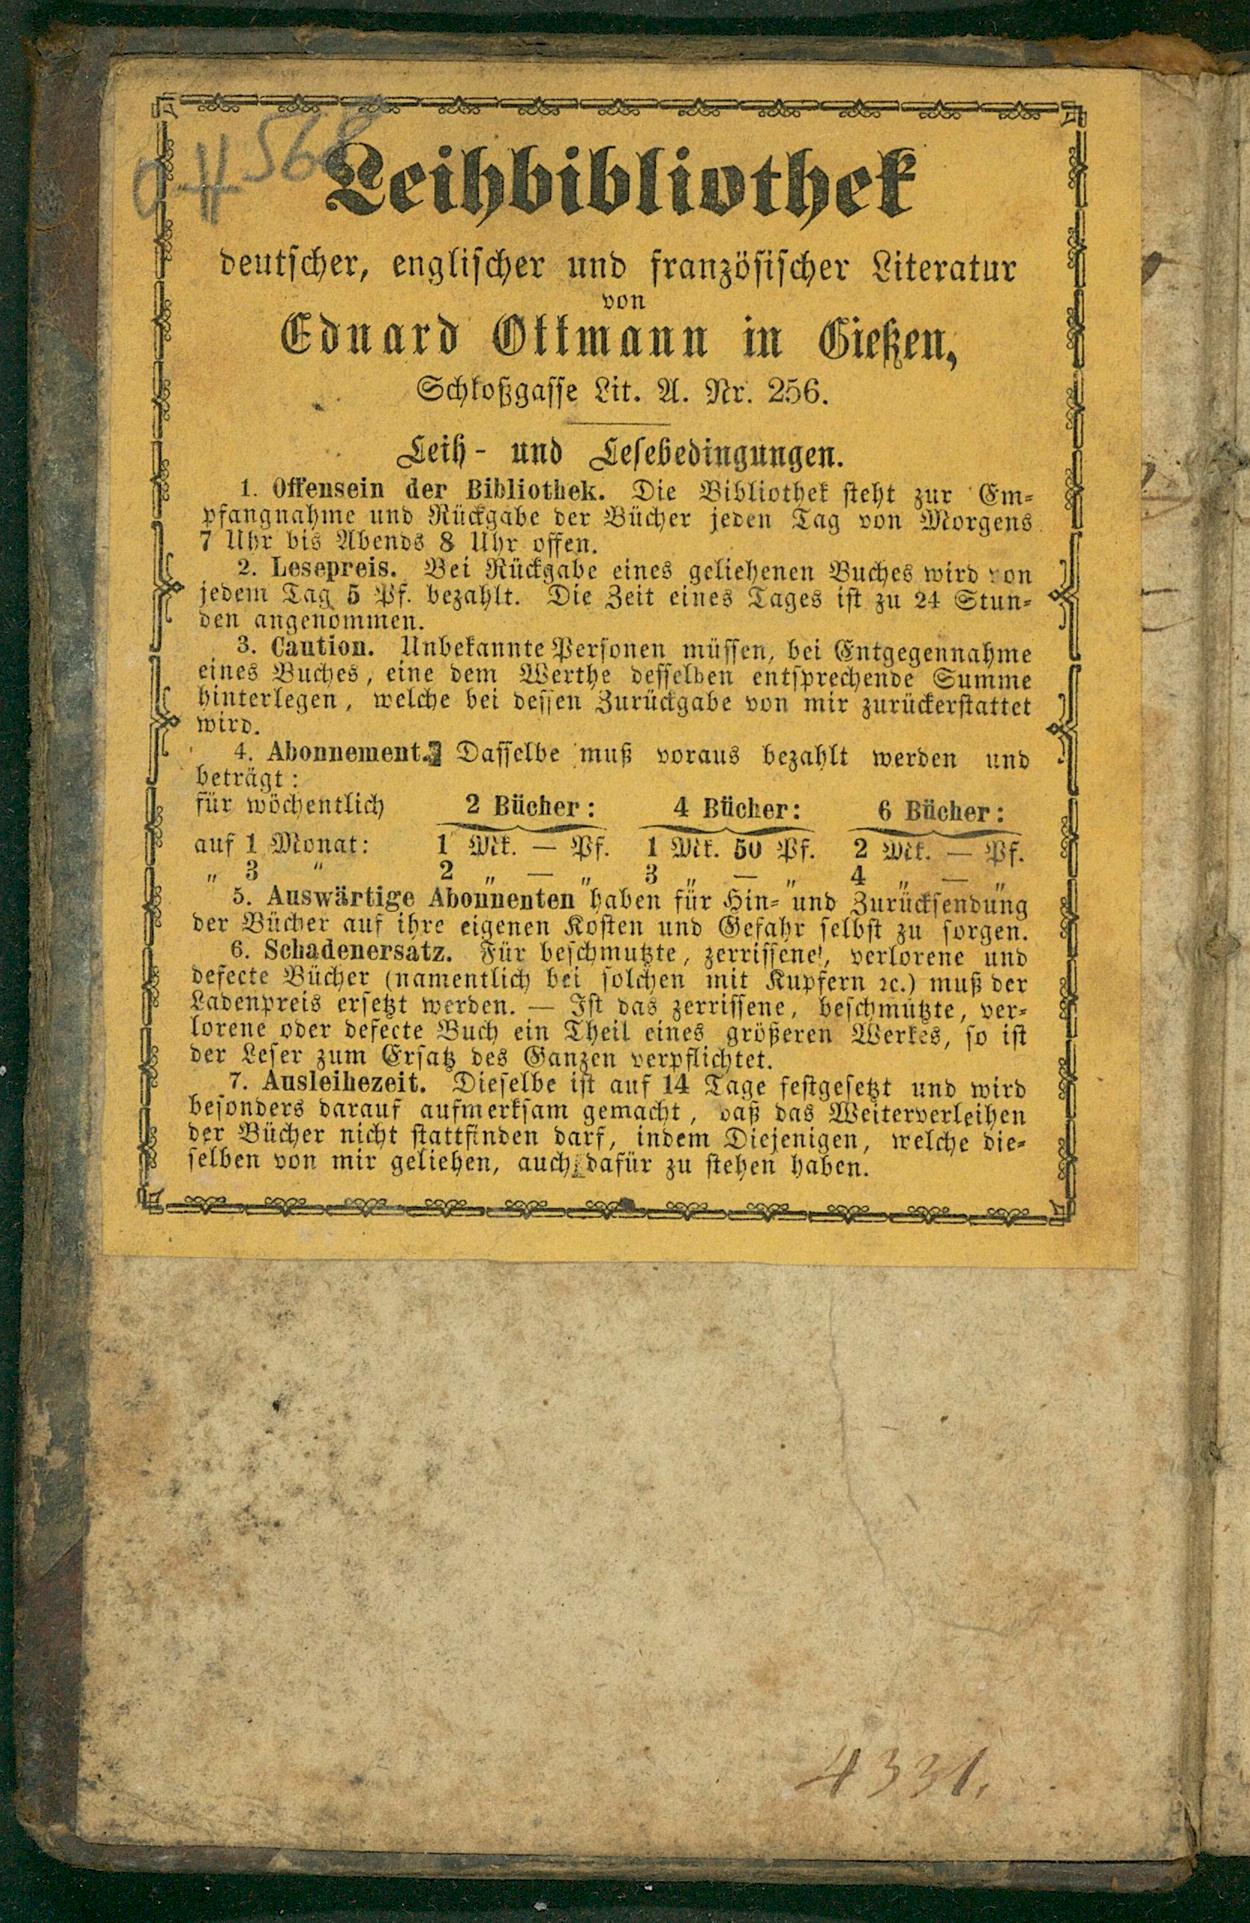 568
Leihbibliothek
deutscher, englischer und französischer Literatur
von
Eduard Ottmann in Gießen,
Schloßgasse Lit. A. Nr. 256.
Leih- und Lesebedingungen.
1. Offensein der Bibliothek. Die Bibliothek steht zur Em-
pfangnahme und Rückgabe der Bücher jeden Tag von Morgens
7 Uhr bis Abends 8 Uhr offen.
2. Lesepreis. Bei Rückgabe eines geliehenen Buches wird von
jedem Tag 5 Pf. bezahlt. Die Zeit eines Tages ist zu 24 Stun-
den angenommen.
3. Caution. Unbekannte Personen müssen, bei Entgegennahme
eines Buches, eine dem Werthe desselben entsprechende Summe
hinterlegen, welche bei dessen Zurückgabe von mir zurückerstattet
wird.
4. Abonnement. Dasselbe muß voraus bezahlt werden und
beträgt:
für wöchentlich 2 Bücher: 4 Bücher: 6 Bücher:
auf 1 Monat: 1 Mk. — Pf. 1 Mk. 50 Pf. 2 Mk. — Pf.
„ 3 „ 2 „ — „ 3 „ — „ 4 „ — „
5. Auswärtige Abonnenten haben für Hin- und Zurücksendung
der Bücher auf ihre eigenen Kosten und Gefahr selbst zu sorgen.
6. Schadenersatz. Für beschmutzte, zerrissene, verlorene und
defecte Bücher (namentlich bei solchen mit Kupfern ꝛc.) muß der
Ladenpreis ersetzt werden. — Ist das zerrissene, beschmutzte, ver-
lorene oder defecte Buch ein Theil eines größeren Werkes, so ist
der Leser zum Ersatz des Ganzen verpflichtet.
7. Ausleihezeit. Dieselbe ist auf 14 Tage festgesetzt und wird
besonders darauf aufmerksam gemacht, daß das Weiterverleihen
der Bücher nicht stattfinden darf, indem Diejenigen, welche die-
selben von mir geliehen, auch dafür zu stehen haben.
4331.